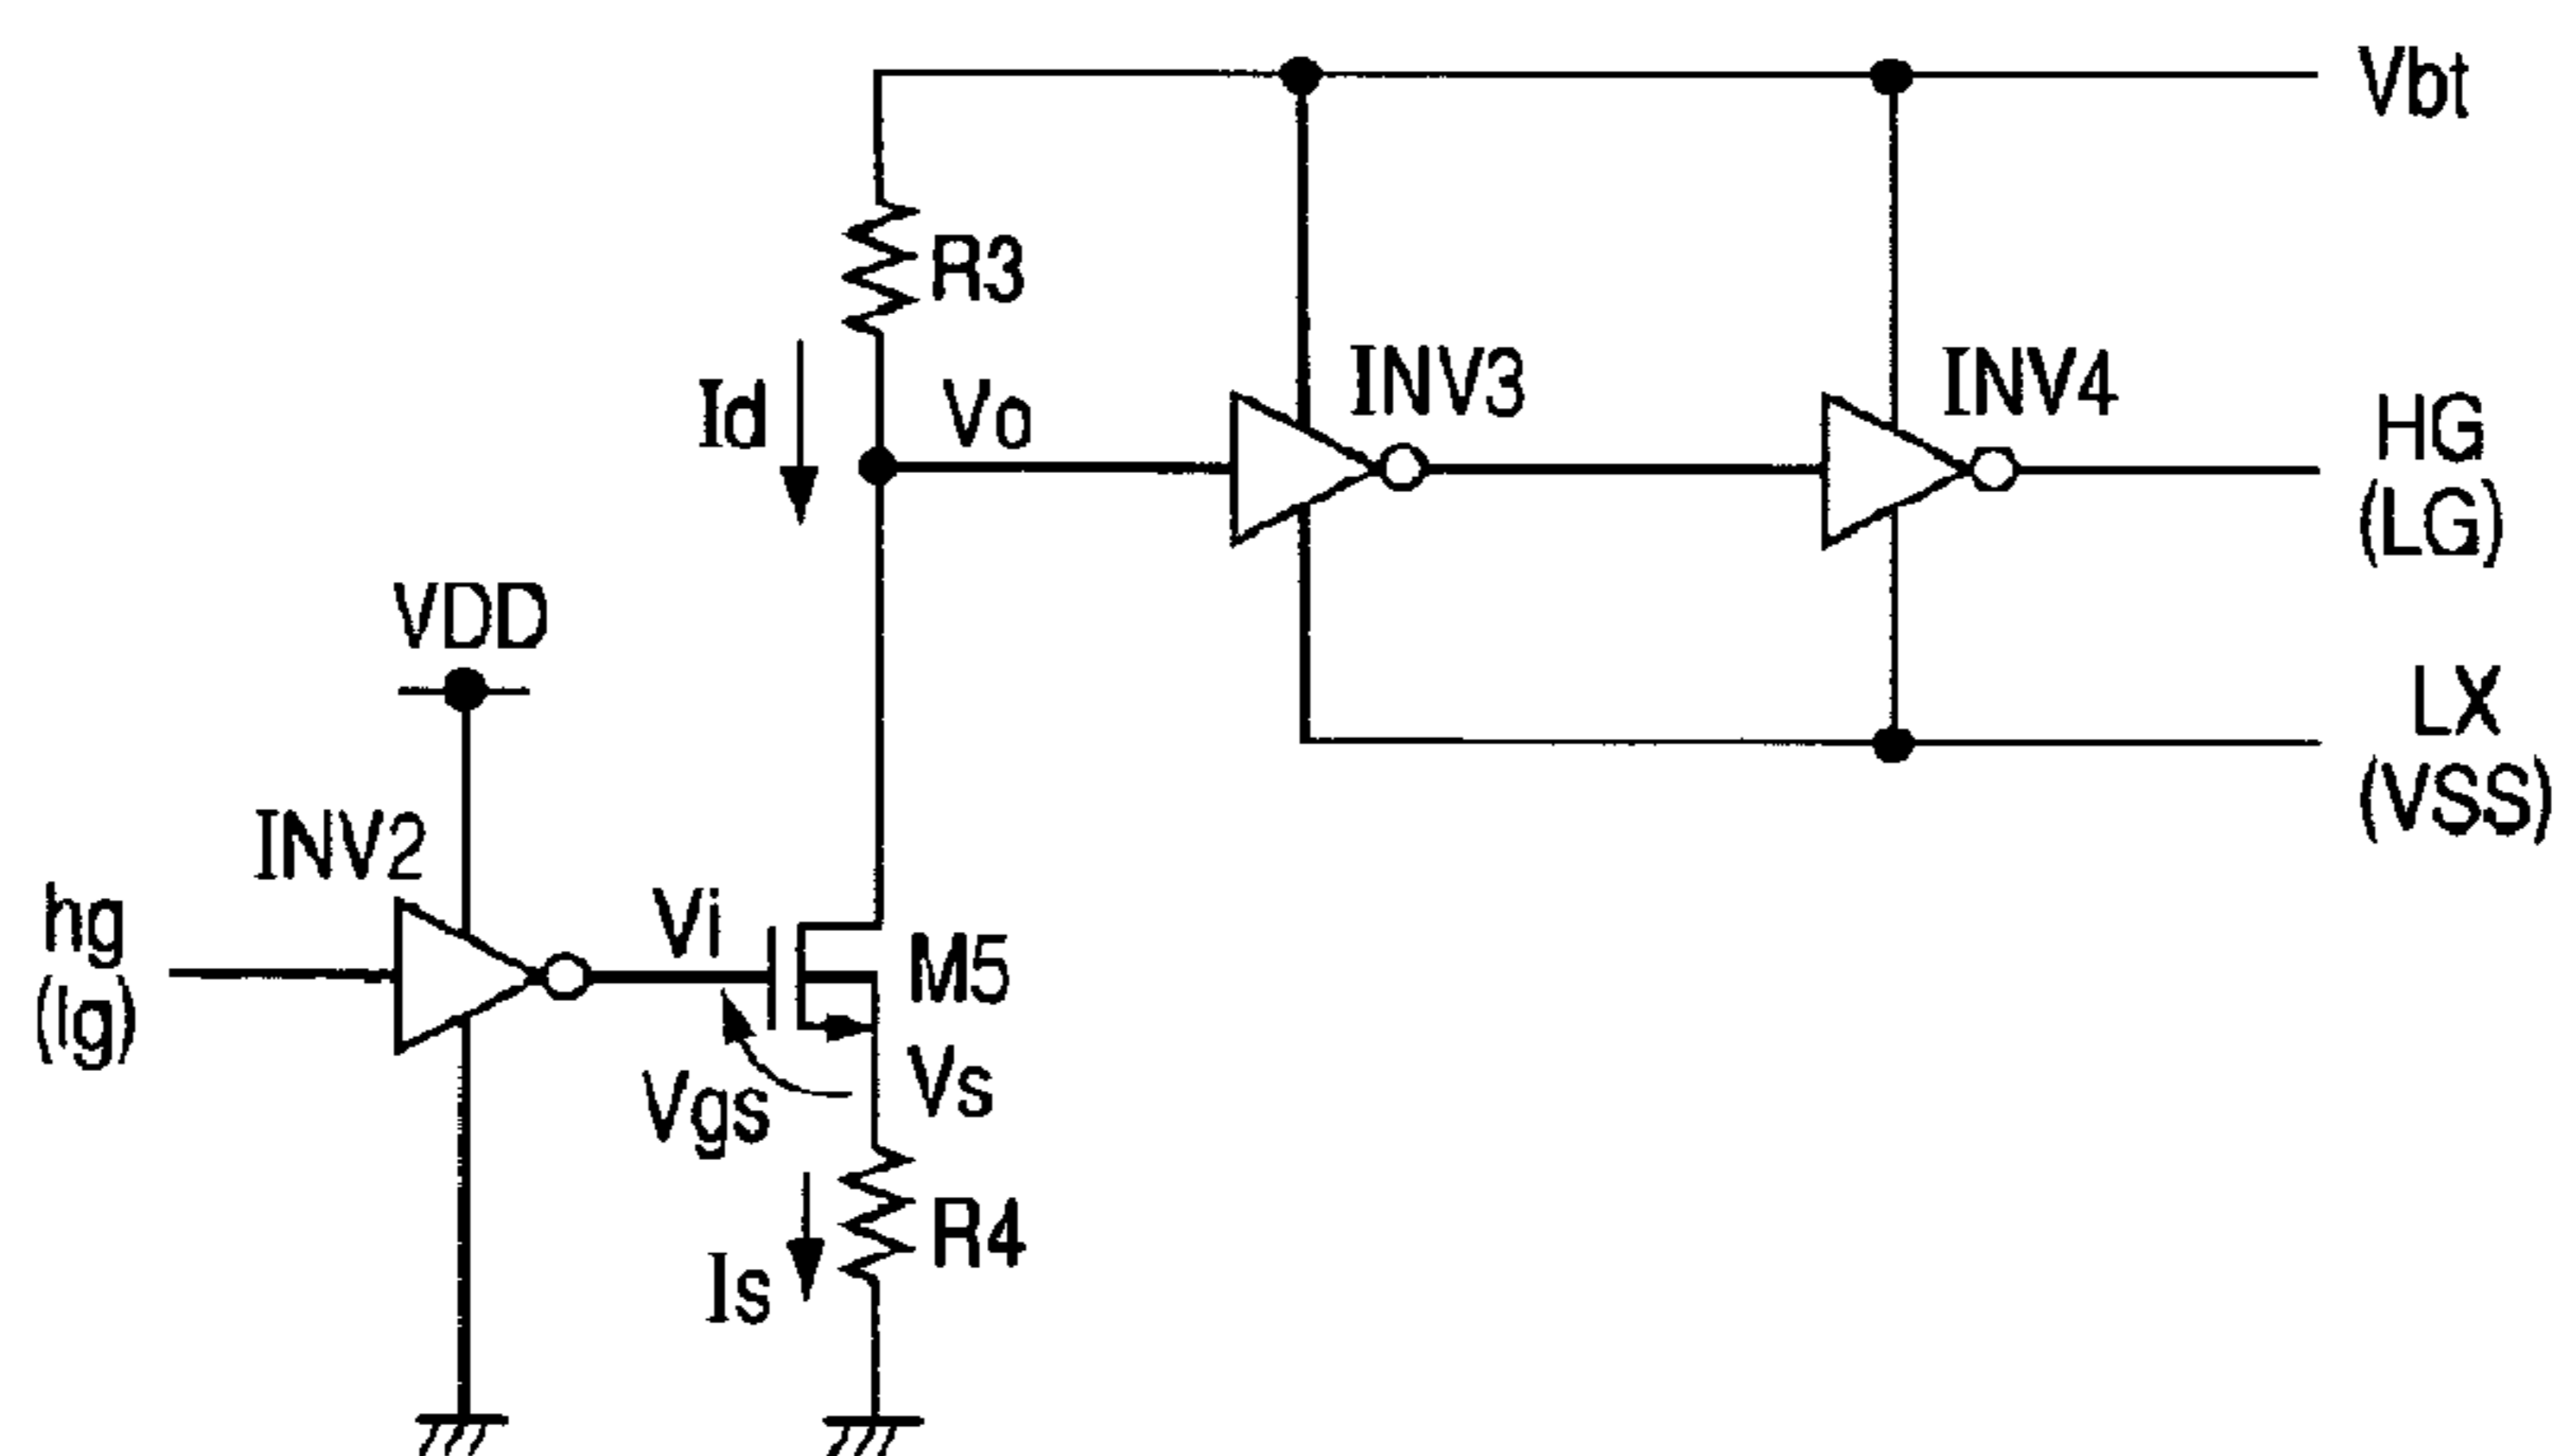 Vbt
R3
INV3
INV4
Id
Vo
HG
(LG)
VDD
LX
(VSS)
INV2
hg
(lg)
Vi
M5
Vgs
Vs
R4
Is